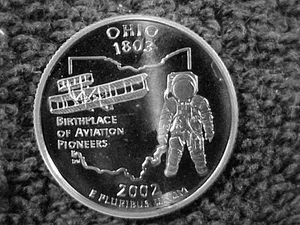 OHIO
1803
BIRTHPLACE
OF AVIATION
PIONEERS
2002
E PLURIBUS UNUM